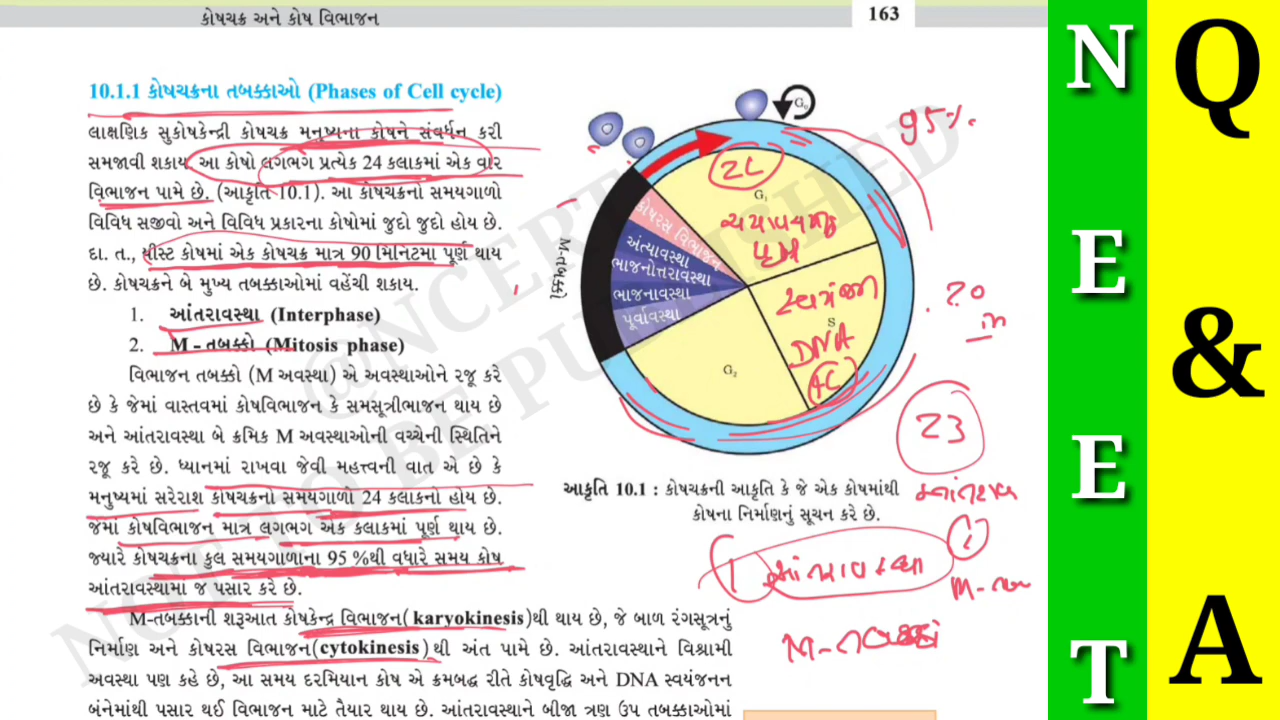 કોષચક્ર અને કોષ વિભાજન
163
10.1.1 કોષચક્રના તબક્કાઓ (Phases of Cell cycle)
લાક્ષણિક સુકોષકેન્દ્રી કોષચક્ર મનુષ્યના કોષને સંવર્ધન કરી
સમજાવી શકાય. આ કોષો લગભગ પ્રત્યેક 24 કલાકમાં એક વાર
વિભાજન પામે છે. (આકૃતિ 10.1). આ કોષચક્રનો સમયગાળો
વિવિધ સજીવો અને વિવિધ પ્રકારના કોષોમાં જુદો જુદો હોય છે.
દા. ત., યીસ્ટ કોષમાં એક કોષચક્ર માત્ર 90 મિનિટમા પૂર્ણ થાય
છે. કોષચક્રને બે મુખ્ય તબક્કાઓમાં વહેંચી શકાય.
1. આંતરાવસ્થા (Interphase)
2. M - તબક્કો (Mitosis phase)
વિભાજન તબક્કો (M અવસ્થા) એ અવસ્થાઓને રજૂ કરે
છે કે જેમાં વાસ્તવમાં કોષવિભાજન કે સમસૂત્રીભાજન થાય છે
અને આંતરાવસ્થા બે ક્રમિક M અવસ્થાઓની વચ્ચેની સ્થિતિને
રજૂ કરે છે. ધ્યાનમાં રાખવા જેવી મહત્ત્વની વાત એ છે કે
મનુષ્યમાં સરેરાશ કોષચક્રનો સમયગાળો 24 કલાકનો હોય છે.
જેમાં કોષવિભાજન માત્ર લગભગ એક કલાકમાં પૂર્ણ થાય છે.
જ્યારે કોષચક્રના કુલ સમયગાળાના 95 %થી વધારે સમય કોષ
આંતરાવસ્થામાં જ પસાર કરે છે.
M-તબક્કાની શરૂઆત કોષકેન્દ્ર વિભાજન(karyokinesis)થી થાય છે, જે બાળ રંગસૂત્રનું
નિર્માણ અને કોષરસ વિભાજન(cytokinesis) થી અંત પામે છે. આંતરાવસ્થાને વિશ્રામી
અવસ્થા પણ કહે છે, આ સમય દરમિયાન કોષ એ ક્રમબદ્ધ રીતે કોષવૃદ્ધિ અને DNA સ્વયંજનન
બંનેમાંથી પસાર થઈ વિભાજન માટે તૈયાર થાય છે. આંતરાવસ્થાને બીજા ત્રણ ઉપ તબક્કાઓમાં
G₀
95%
2C
G₁
કોષરસ વિભાજન
અંત્યાવસ્થા
ભાજનોત્તરાવસ્થા
ભાજનાવસ્થા
પૂર્વાવસ્થા
M-તબક્કો
S
DNA
4C
G₂
20
23
આકૃતિ 10.1 : કોષચક્રની આકૃતિ કે જે એક કોષમાંથી
કોષના નિર્માણનું સૂચન કરે છે.
M-તબક્કો
@NCERT
NOT TO BE PUBLISHED
NEET
Q
&
A